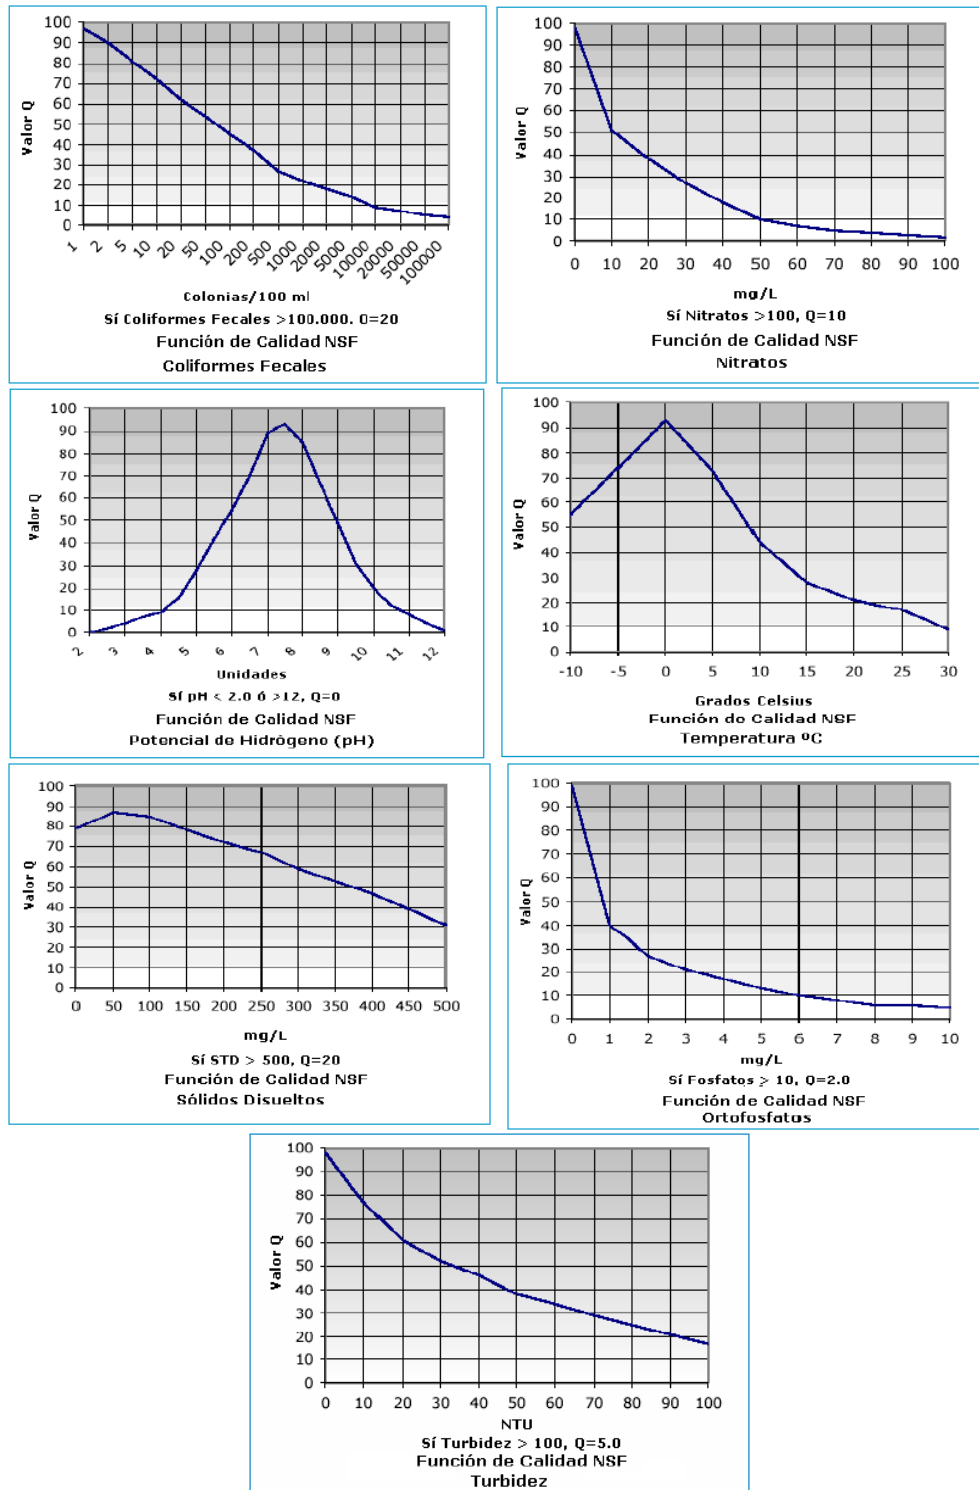 100
90
80
70
60
50
40
30
20
10
0
Valor Q
1 2 5 10 20 50 100 200 500 1000 2000 5000 10000 20000 50000 100000
Colonias/100 ml
Sí Coliformes Fecales >100.000. Q=20
Función de Calidad NSF
Coliformes Fecales
100
90
80
70
60
50
40
30
20
10
0
Valor Q
0 10 20 30 40 50 60 70 80 90 100
mg/L
Sí Nitratos >100, Q=10
Función de Calidad NSF
Nitratos
100
90
80
70
60
50
40
30
20
10
0
Valor Q
2 3 4 5 6 7 8 9 10 11 12
Unidades
Sí pH < 2.0 ó >12, Q=0
Función de Calidad NSF
Potencial de Hidrógeno (pH)
100
90
80
70
60
50
40
30
20
10
0
Valor Q
-10 -5 0 5 10 15 20 25 30
Grados Celsius
Función de Calidad NSF
Temperatura ºC
100
90
80
70
60
50
40
30
20
10
0
Valor Q
0 50 100 150 200 250 300 350 400 450 500
mg/L
Sí STD > 500, Q=20
Función de Calidad NSF
Sólidos Disueltos
100
90
80
70
60
50
40
30
20
10
0
Valor Q
0 1 2 3 4 5 6 7 8 9 10
mg/L
Sí Fosfatos > 10, Q=2.0
Función de Calidad NSF
Ortofosfatos
100
90
80
70
60
50
40
30
20
10
0
Valor Q
0 10 20 30 40 50 60 70 80 90 100
NTU
Sí Turbidez > 100, Q=5.0
Función de Calidad NSF
Turbidez